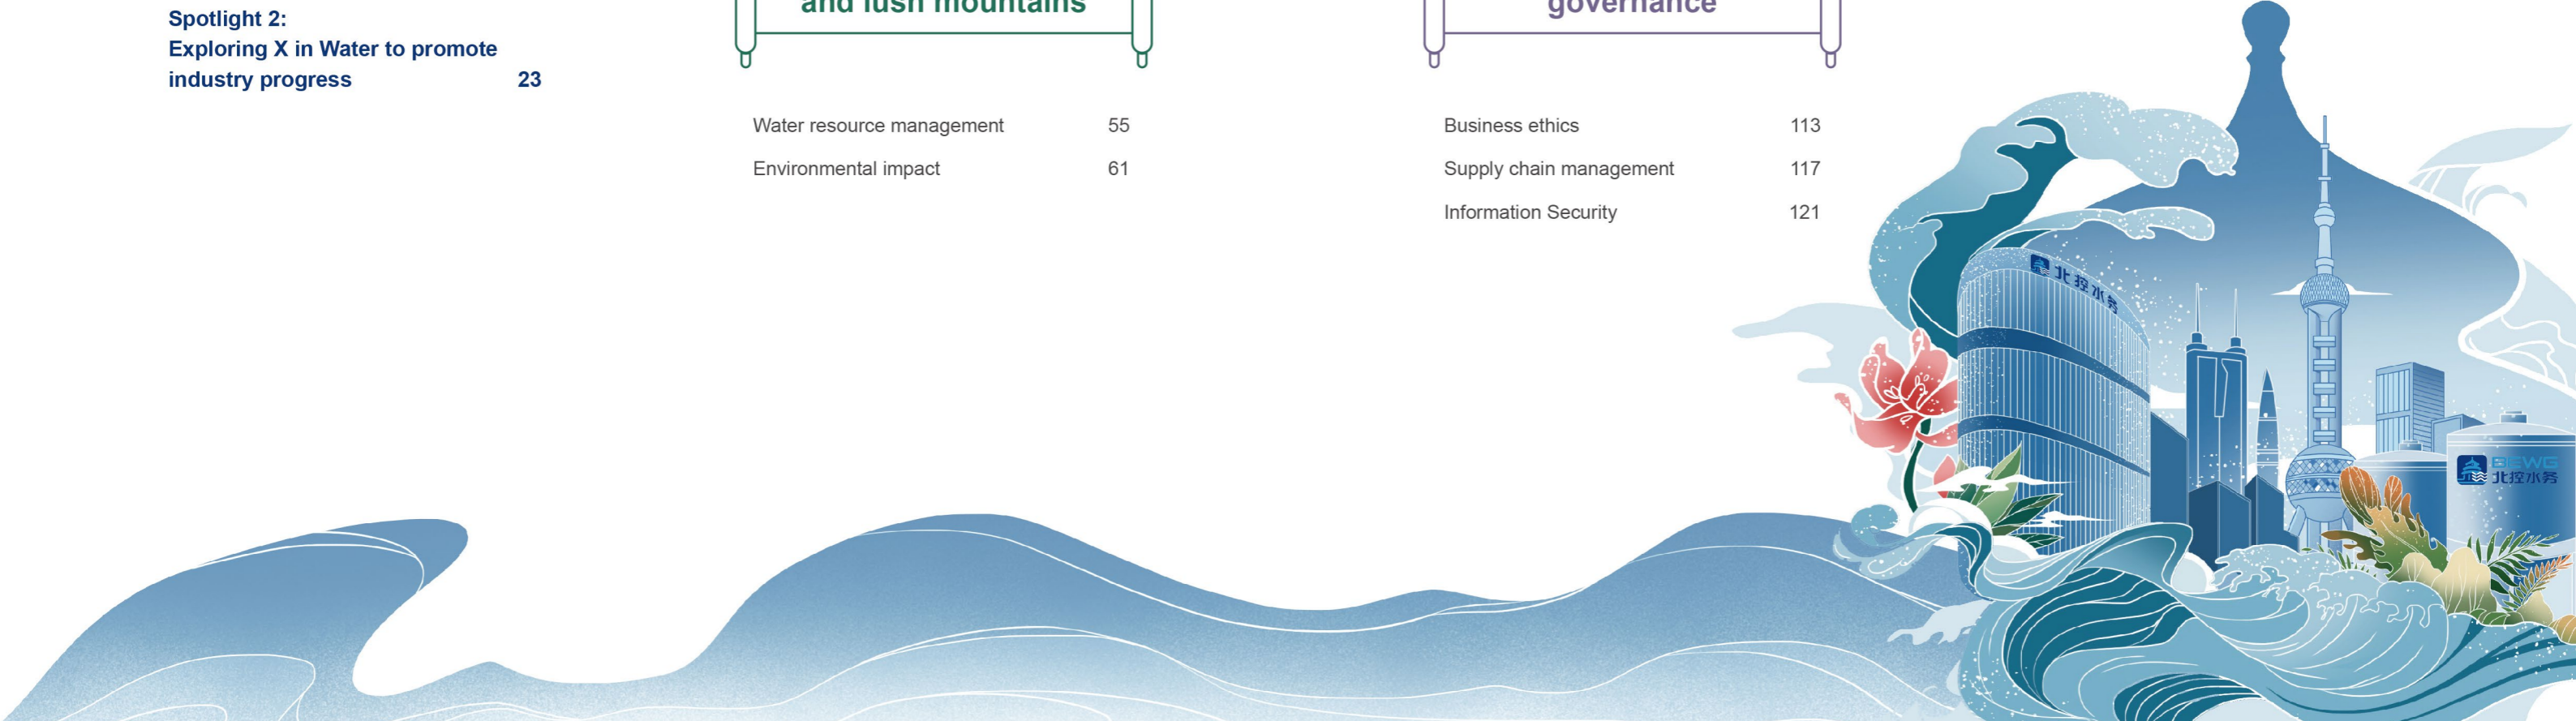 Spotlight 2:
Exploring X in Water to promote
industry progress 23
and lush mountains
Water resource management 55
Environmental impact 61
governance
Business ethics 113
Supply chain management 117
Information Security 121
北控水务
BEWG
北控水务